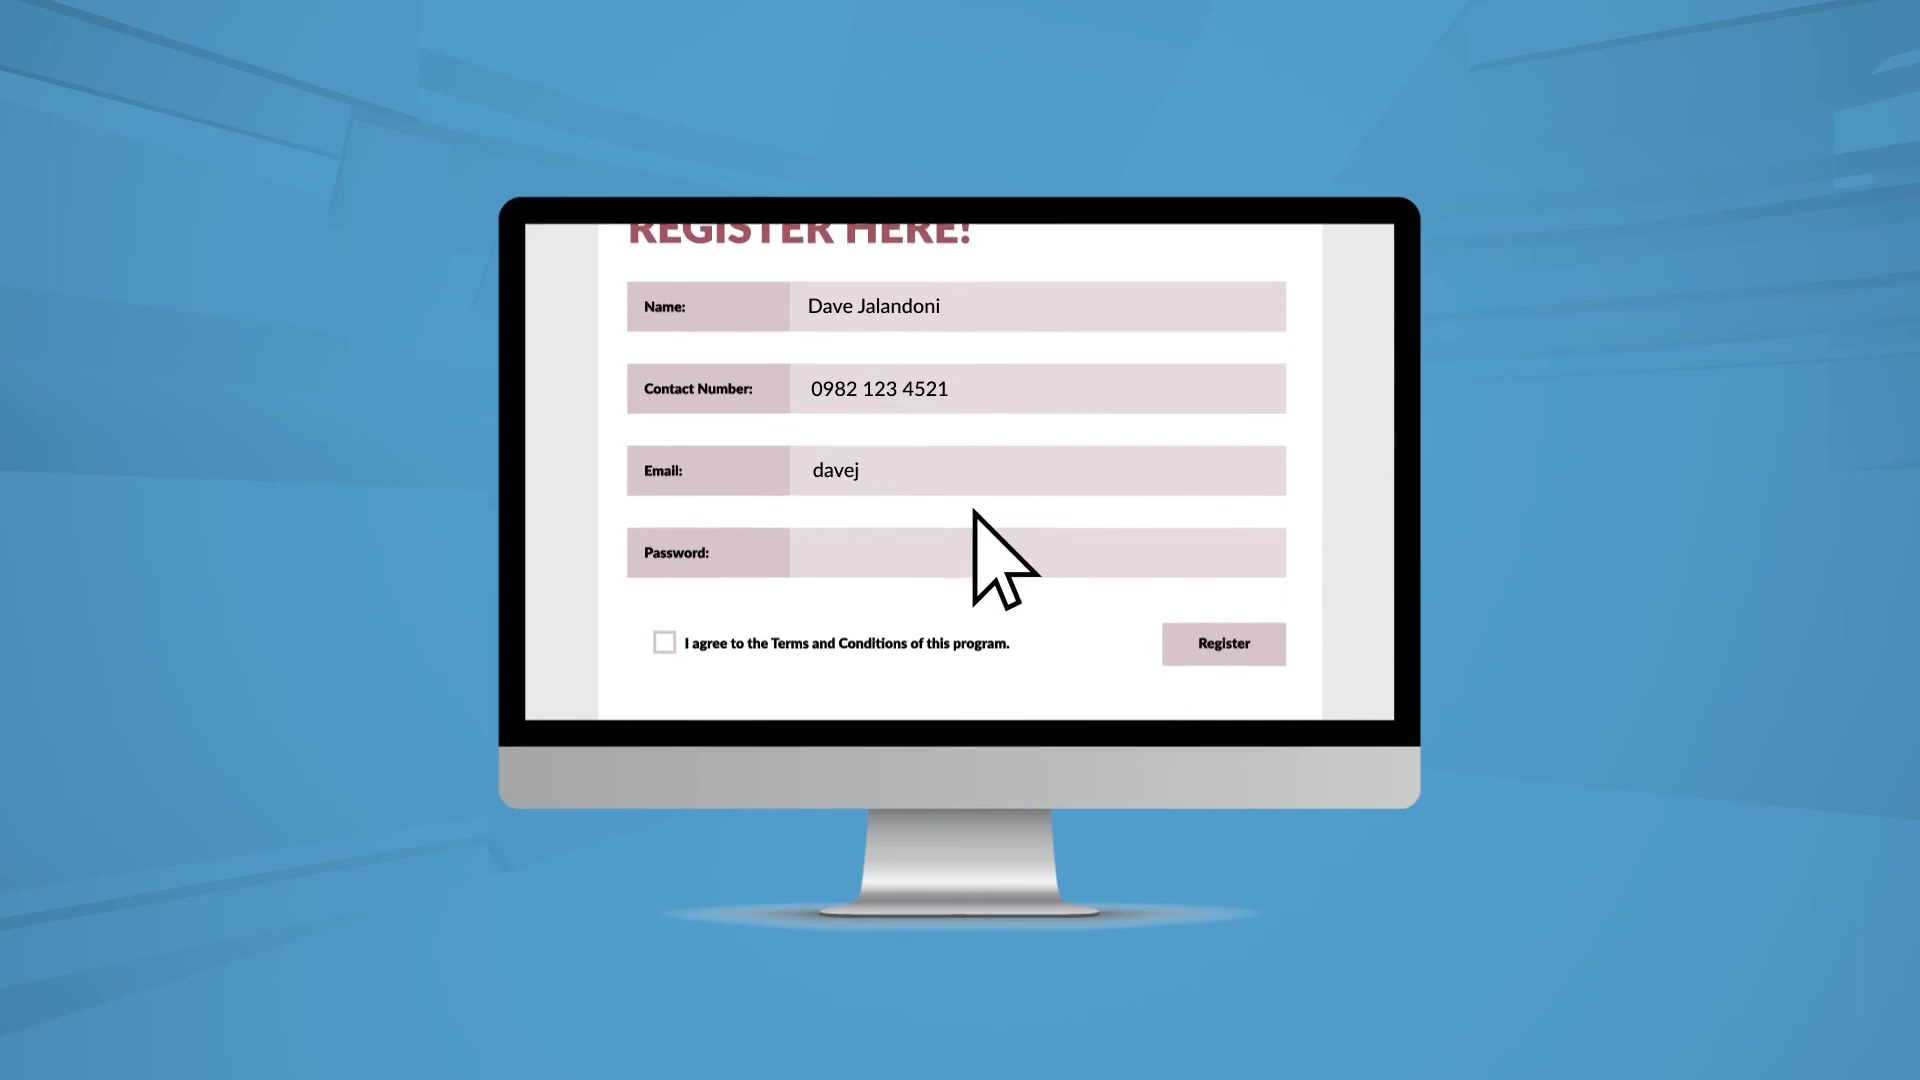 REGISTER HERE!
Name: Dave Jalandoni
Contact Number: 0982 123 4521
Email: davej
Password:
I agree to the Terms and Conditions of this program.
Register